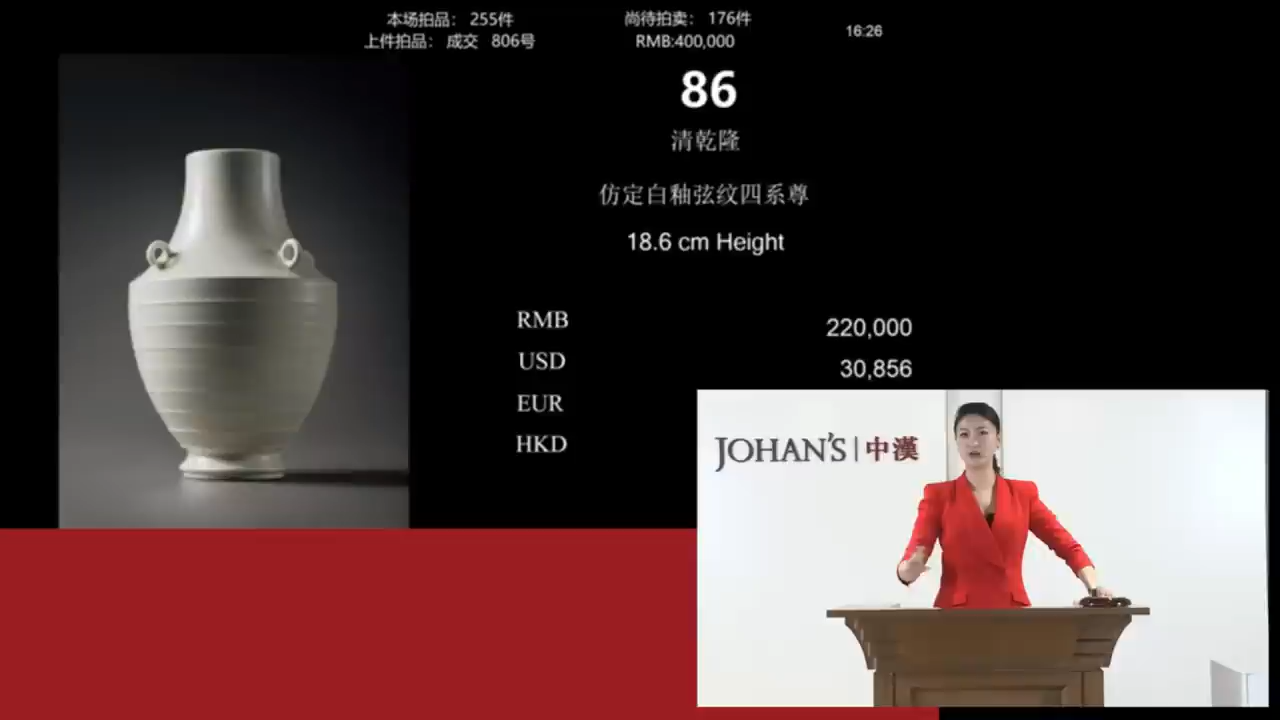 本场拍品： 255件
尚待拍卖： 176件
上件拍品： 成交 806号
RMB:400,000
16:26
86
清乾隆
仿定白釉弦纹四系尊
18.6 cm Height
RMB 220,000
USD 30,856
EUR
HKD
JOHAN'S | 中漢